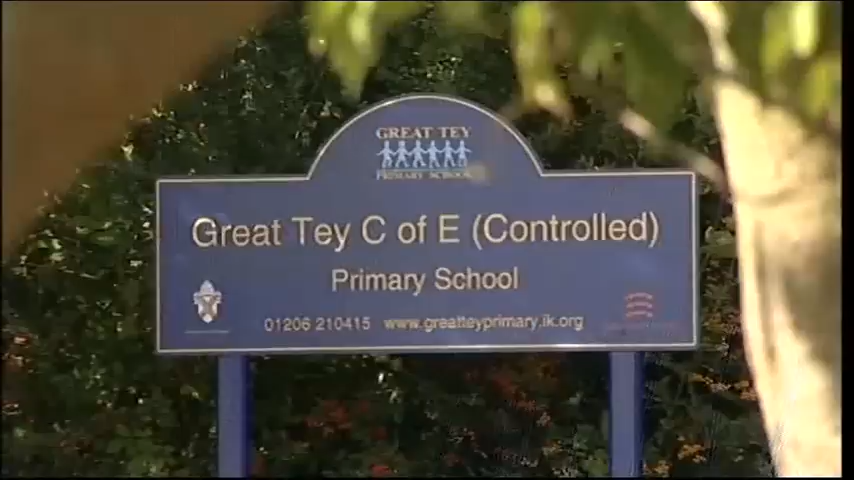 GREAT TEY
PRIMARY SCHOOL
Great Tey C of E (Controlled)
Primary School
01206 210415 www.greatteyprimary.ik.org